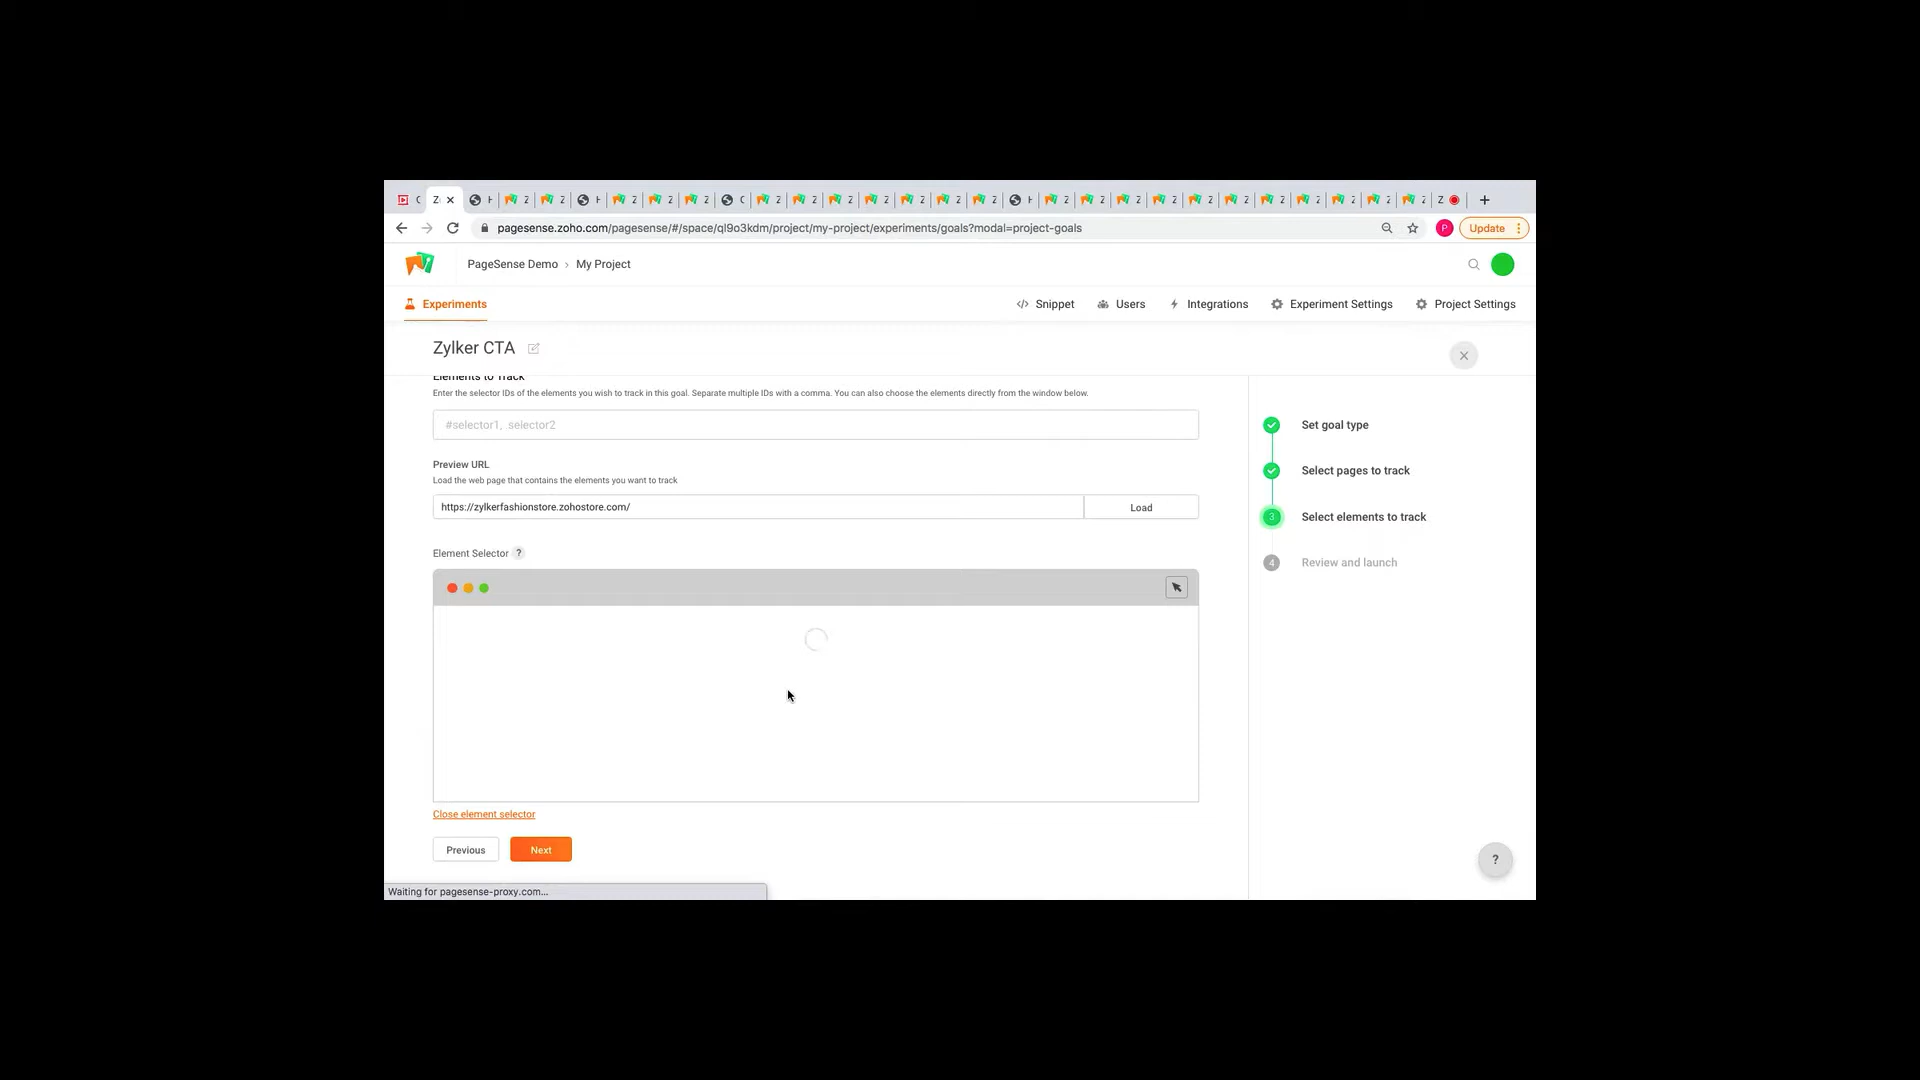 pagesense.zoho.com/pagesense/#/space/ql9o3kdm/project/my-project/experiments/goals?modal=project-goals
Update
PageSense Demo › My Project
Experiments
Snippet
Users
Integrations
Experiment Settings
Project Settings
Zylker CTA
Elements to Track
Enter the selector IDs of the elements you wish to track in this goal. Separate multiple IDs with a comma. You can also choose the elements directly from the window below.
#selector1, .selector2
Preview URL
Load the web page that contains the elements you want to track
https://zylkerfashionstore.zohostore.com/
Load
Element Selector ?
Close element selector
Previous
Next
Set goal type
Select pages to track
3 Select elements to track
4 Review and launch
?
Waiting for pagesense-proxy.com...